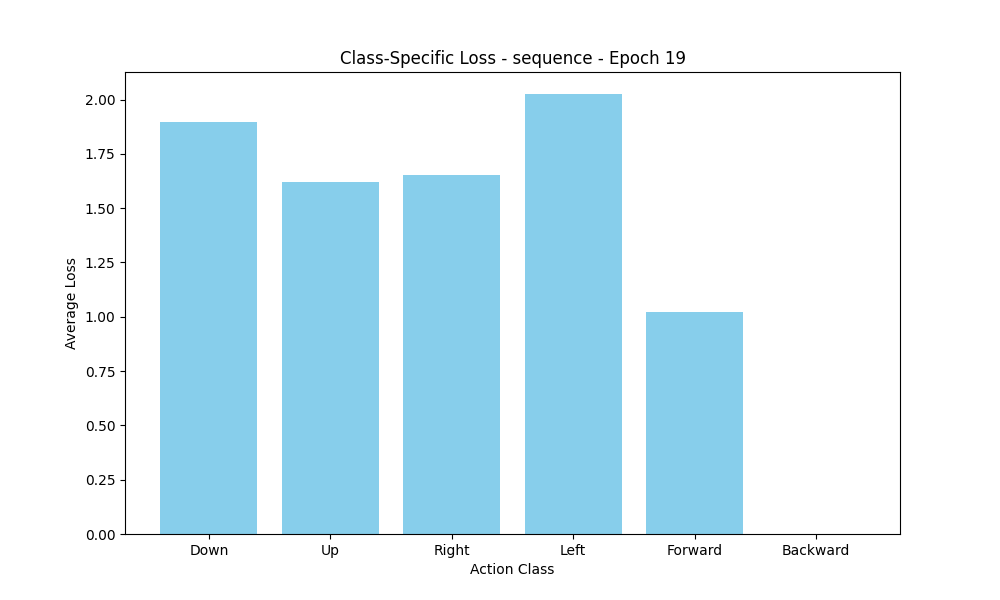 Class-Specific Loss - sequence - Epoch 19
2.00
1.75
1.50
1.25
1.00
0.75
0.50
0.25
0.00
Average Loss
Down Up Right Left Forward Backward
Action Class